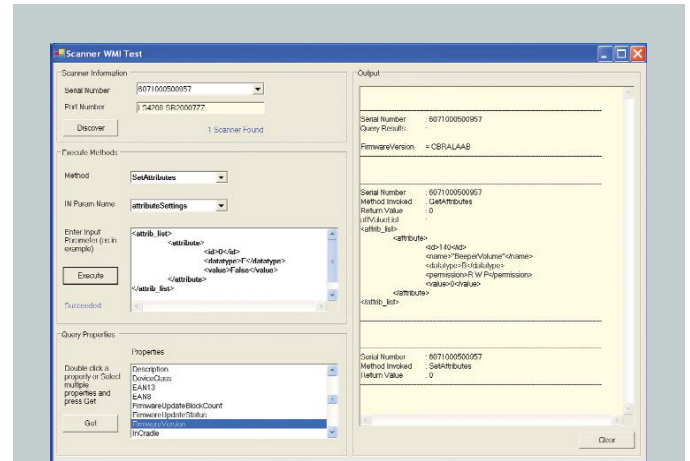 Scanner WMI Test
Scanner Information
Serial Number
6071000500957
Part Number
LS4208-SR20007ZZ
Discover
1 Scanner Found
Execute Methods
Method
SetAttributes
IN Param Name
attributeSettings
Enter Input
Parameter (as in
example)
<attrib_list>
<attribute>
<id>0</id>
<datatype>F</datatype>
<value>False</value>
</attribute>
</attrib_list>
Execute
Succeeded
Query Properties
Properties
Double click a
property or Select
multiple
properties and
press Get
Get
Description
DeviceClass
EAN13
EAN8
FirmwareUpdateBlockCount
FirmwareUpdateStatus
FirmwareVersion
InCradle
Output
Serial Number : 6071000500957
Query Results :
FirmwareVersion = CBRALAAB
Serial Number : 6071000500957
Method Invoked : GetAttributes
Return Value : 0
attValueList :
<attrib_list>
<attribute>
<id>140</id>
<name>"BeeperVolume"</name>
<datatype>B</datatype>
<permission>R W P</permission>
<value>0</value>
</attribute>
</attrib_list>
Serial Number : 6071000500957
Method Invoked : SetAttributes
Return Value : 0
Clear